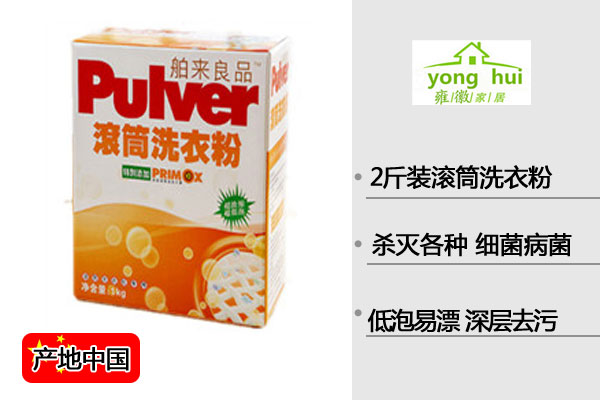 舶来良品™
Pulver
滚筒洗衣粉
特别添加 PRIMOX
净含量:1kg
产地中国
yong hui
雍/徽/家/居
2斤装滚筒洗衣粉
杀灭各种 细菌病菌
低泡易漂 深层去污